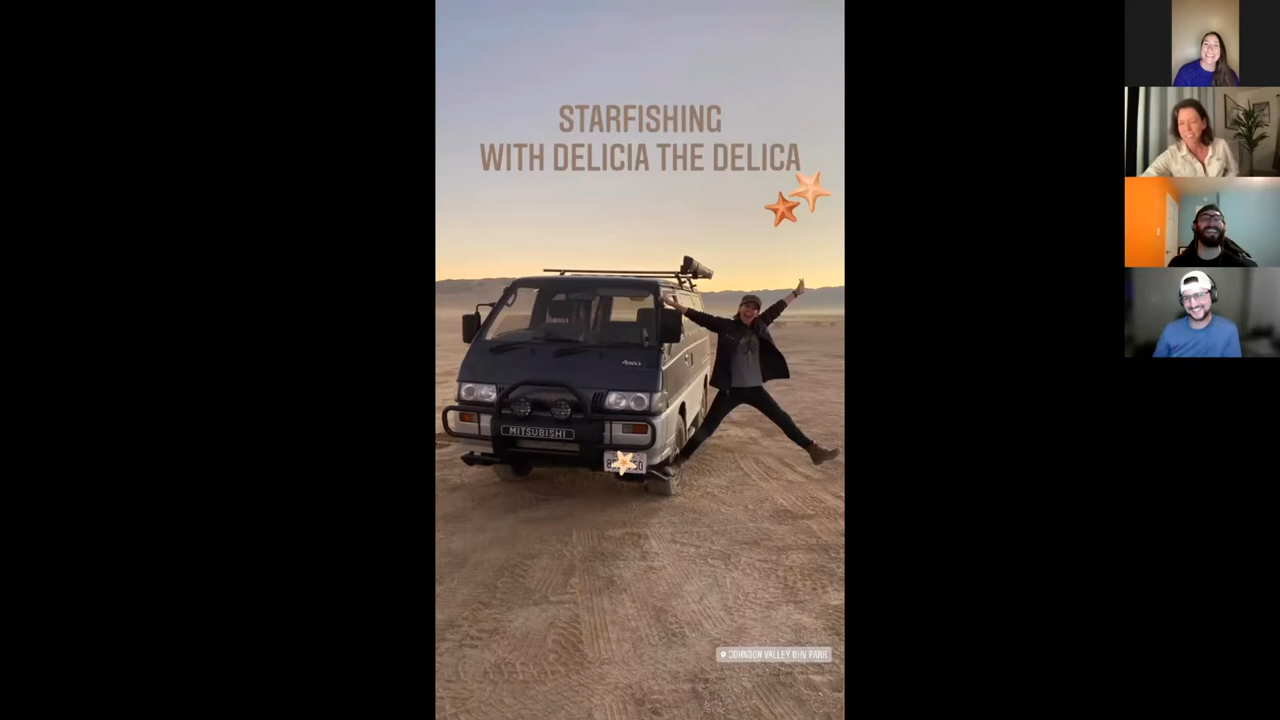 STARFISHING
WITH DELICIA THE DELICA
4WD
MITSUBISHI
JOHNSON VALLEY OHV PARK